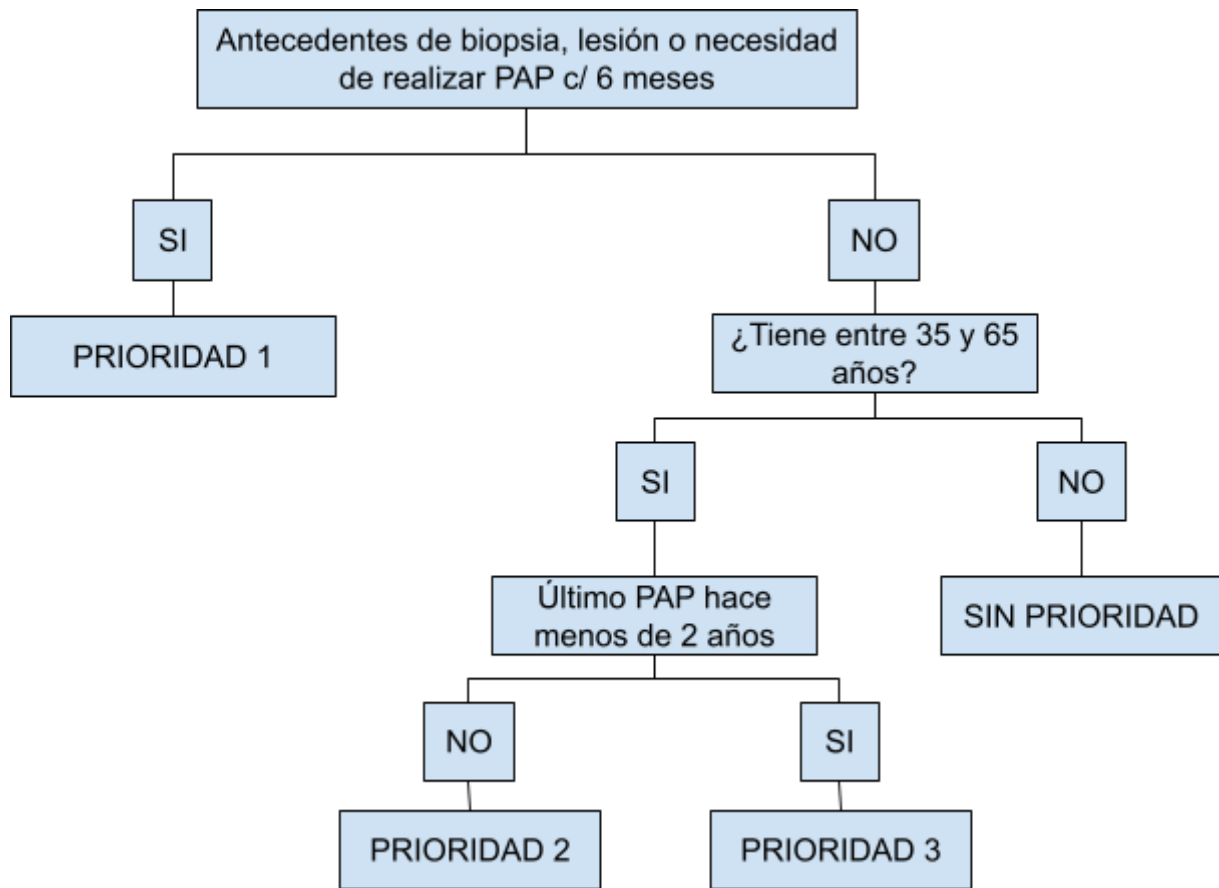 Antecedentes de biopsia, lesión o necesidad
de realizar PAP c/ 6 meses
SI
NO
PRIORIDAD 1
¿Tiene entre 35 y 65
años?
SI
NO
Último PAP hace
menos de 2 años
SIN PRIORIDAD
NO
SI
PRIORIDAD 2
PRIORIDAD 3